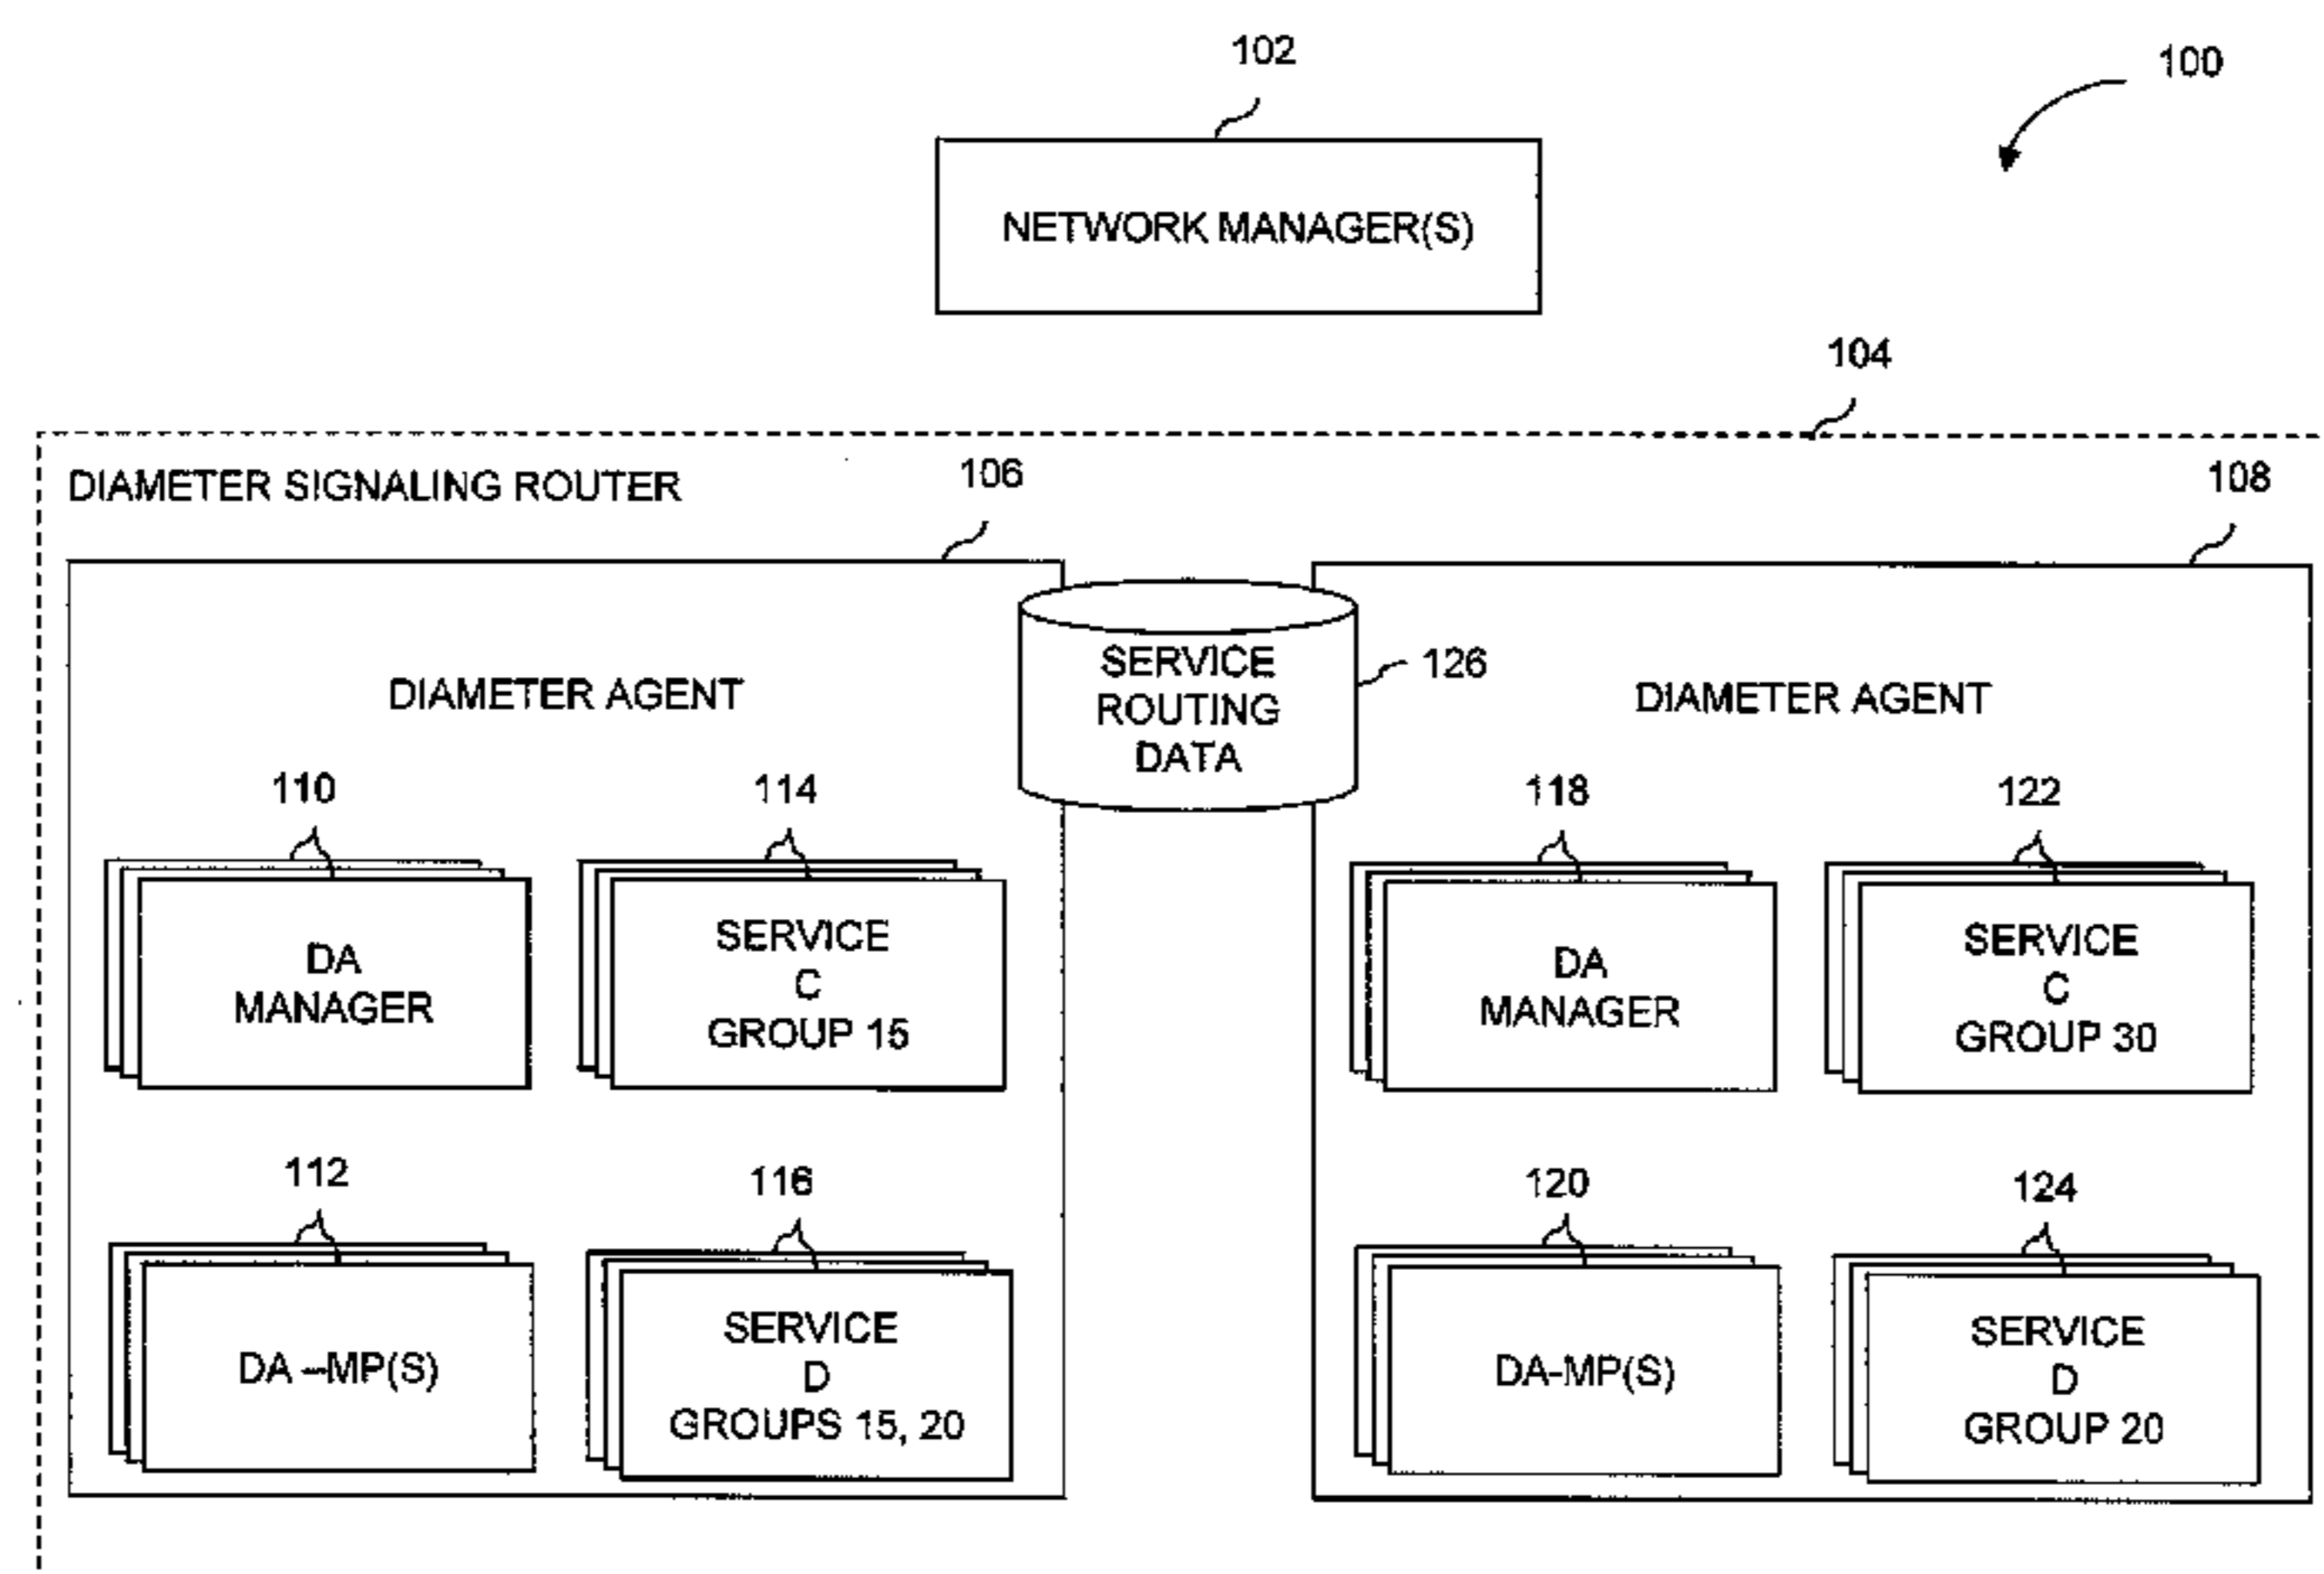 102
100
NETWORK MANAGER(S)
104
DIAMETER SIGNALING ROUTER
106
108
DIAMETER AGENT
SERVICE
ROUTING
DATA
126
DIAMETER AGENT
110
114
118
122
DA
MANAGER
SERVICE
C
GROUP 15
DA
MANAGER
SERVICE
C
GROUP 30
112
116
120
124
DA –MP(S)
SERVICE
D
GROUPS 15, 20
DA-MP(S)
SERVICE
D
GROUP 20